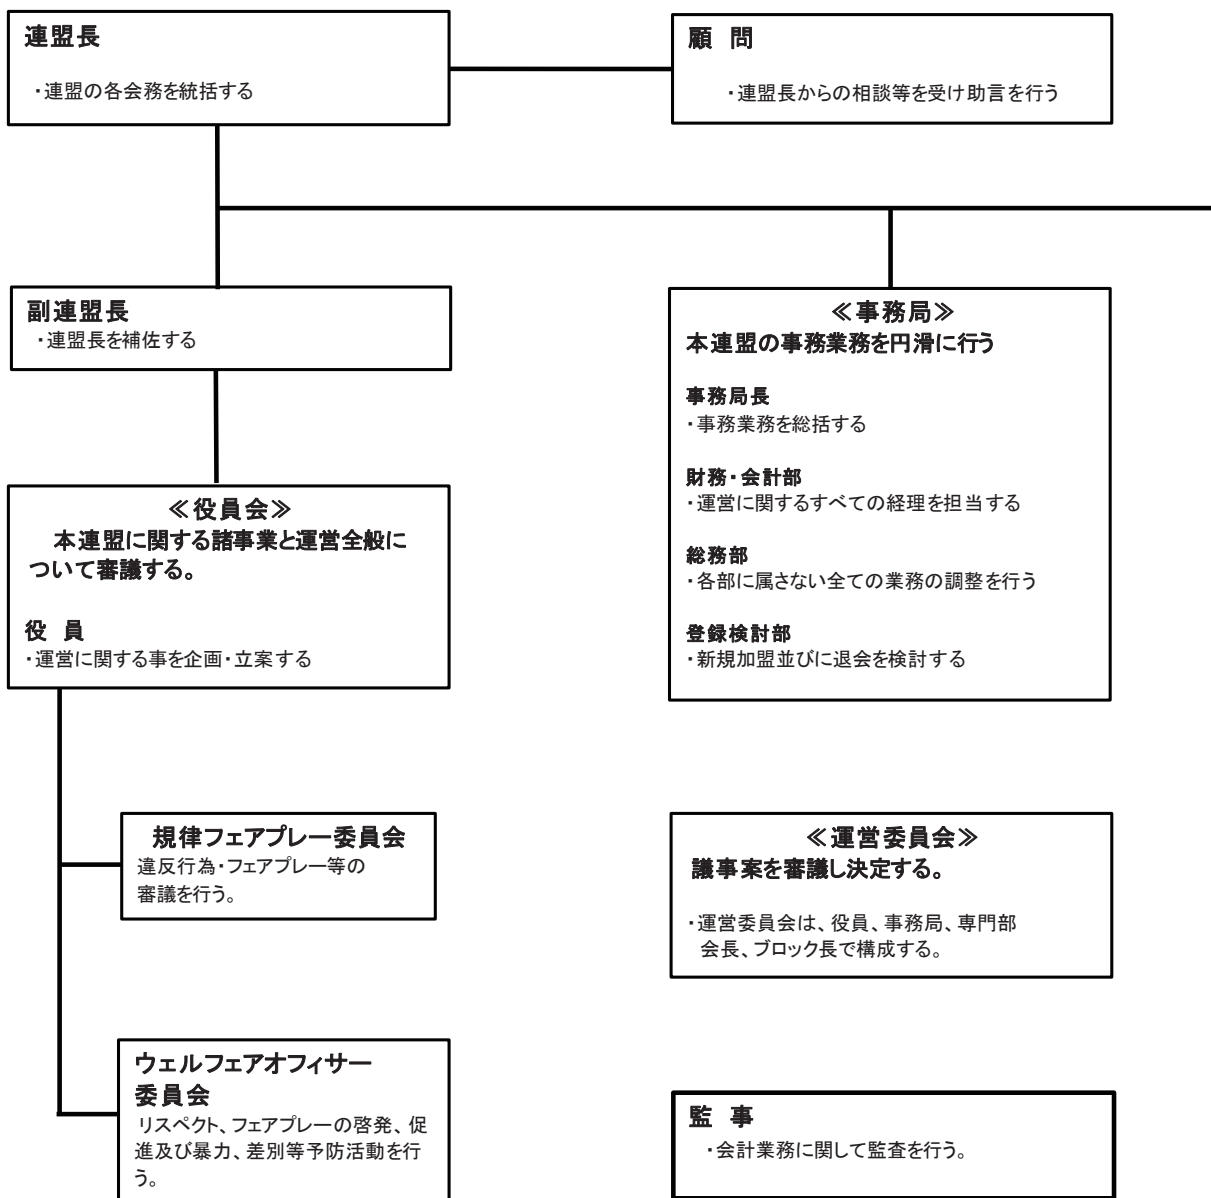 連盟長
・連盟の各会務を統括する
顧 問
・連盟長からの相談等を受け助言を行う
副連盟長
・連盟長を補佐する
≪事務局≫
本連盟の事務業務を円滑に行う
事務局長
・事務業務を総括する
財務・会計部
・運営に関するすべての経理を担当する
総務部
・各部に属さない全ての業務の調整を行う
登録検討部
・新規加盟並びに退会を検討する
≪役員会≫
本連盟に関する諸事業と運営全般に
ついて審議する。
役 員
・運営に関する事を企画・立案する
規律フェアプレー委員会
違反行為・フェアプレー等の
審議を行う。
≪運営委員会≫
議事案を審議し決定する。
・運営委員会は、役員、事務局、専門部
会長、ブロック長で構成する。
ウェルフェアオフィサー
委員会
リスペクト、フェアプレーの啓発、促
進及び暴力、差別等予防活動を行
う。
監 事
・会計業務に関して監査を行う。